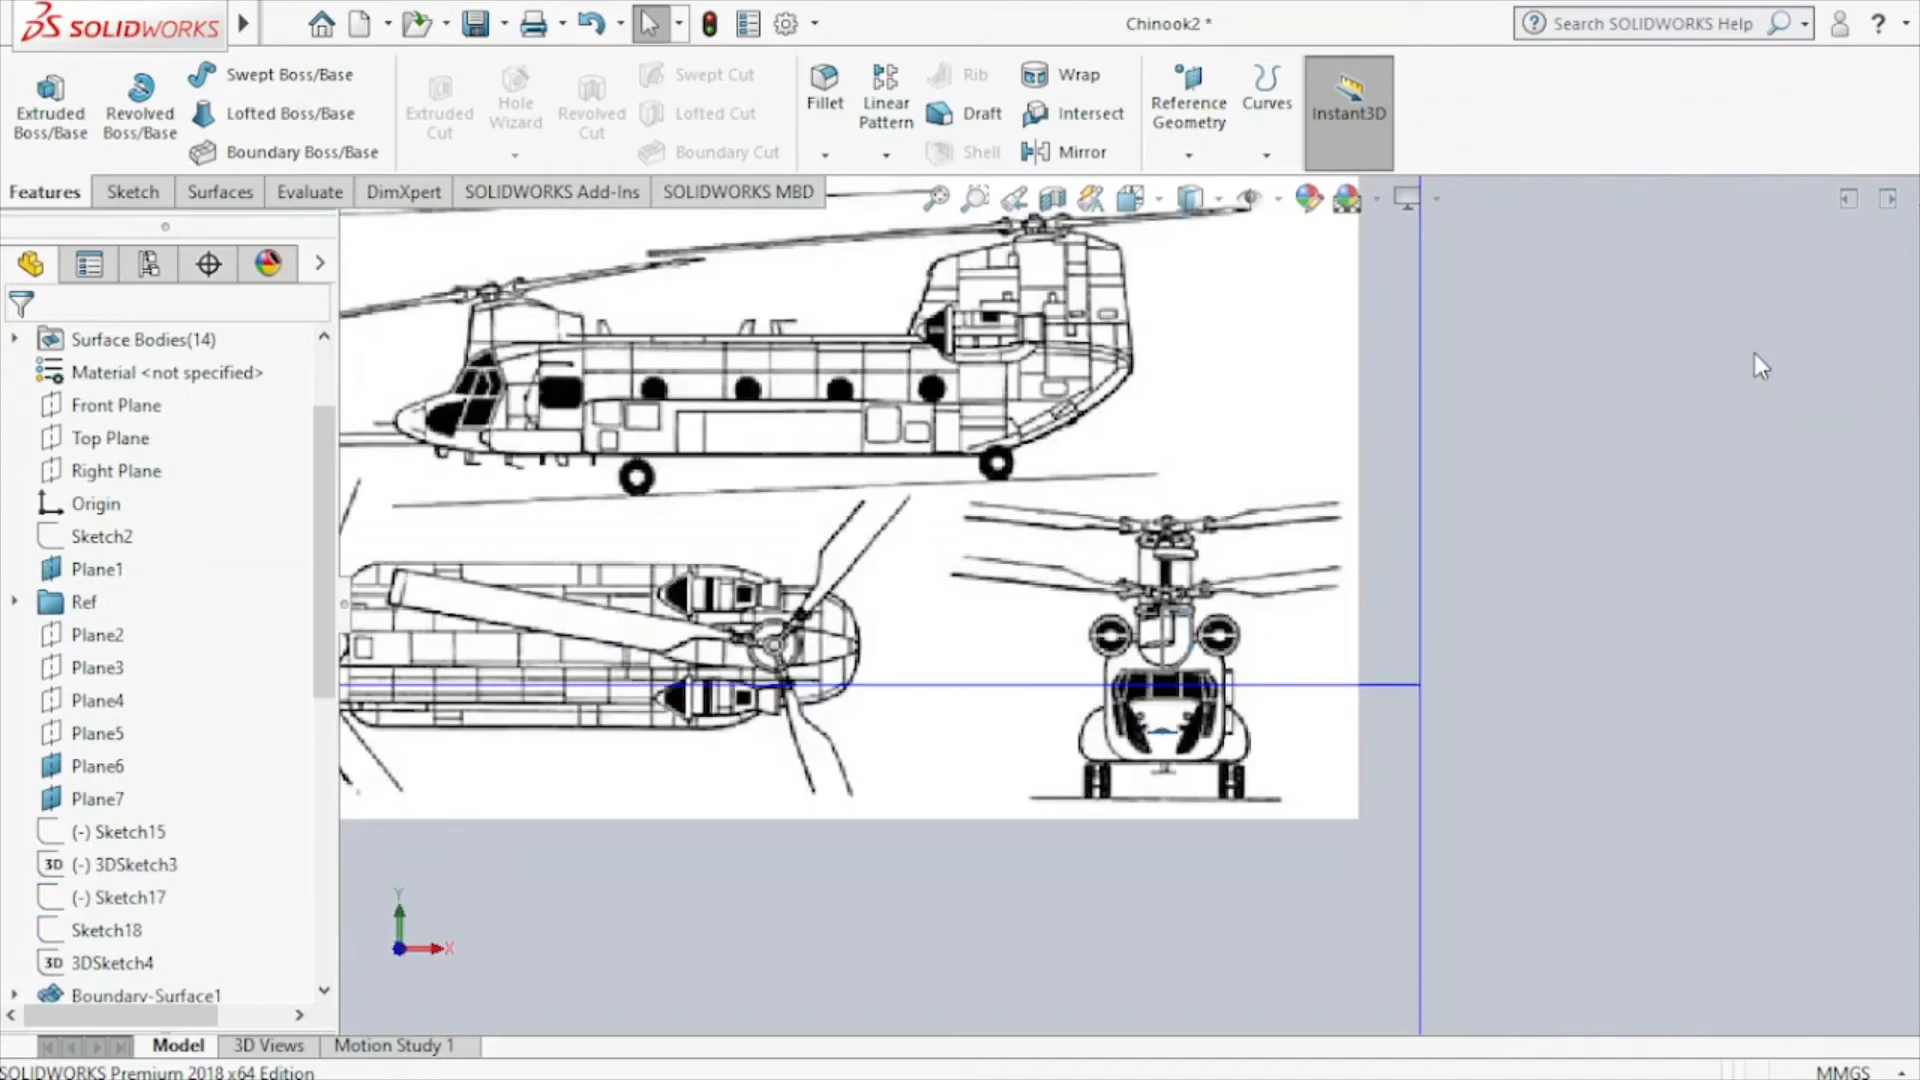 SOLIDWORKS
Chinook2 *
Search SOLIDWORKS Help
?
Extruded
Boss/Base
Revolved
Boss/Base
Swept Boss/Base
Lofted Boss/Base
Boundary Boss/Base
Extruded
Cut
Hole
Wizard
Revolved
Cut
Swept Cut
Lofted Cut
Boundary Cut
Fillet
Linear
Pattern
Rib
Draft
Shell
Wrap
Intersect
Mirror
Reference
Geometry
Curves
Instant3D
Features
Sketch
Surfaces
Evaluate
DimXpert
SOLIDWORKS Add-Ins
SOLIDWORKS MBD
Surface Bodies(14)
Material <not specified>
Front Plane
Top Plane
Right Plane
Origin
Sketch2
Plane1
Ref
Plane2
Plane3
Plane4
Plane5
Plane6
Plane7
(-) Sketch15
3D (-) 3DSketch3
(-) Sketch17
Sketch18
3D 3DSketch4
Boundary-Surface1
Y
X
Model
3D Views
Motion Study 1
SOLIDWORKS Premium 2018 x64 Edition
MMGS